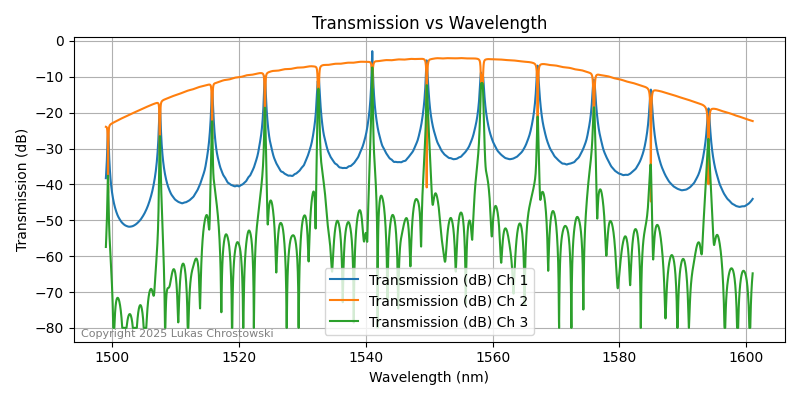 Transmission vs Wavelength
Transmission (dB)
0
−10
−20
−30
−40
−50
−60
−70
−80
Transmission (dB) Ch 1
Transmission (dB) Ch 2
Transmission (dB) Ch 3
Copyright 2025 Lukas Chrostowski
1500
1520
1540
1560
1580
1600
Wavelength (nm)